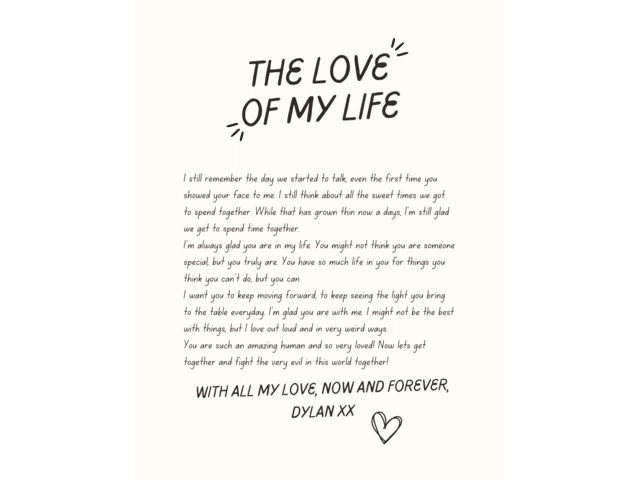 THE LOVE
OF MY LIFE
I still remember the day we started to talk, even the first time you
showed your face to me. I still think about all the sweet times we got
to spend together. While that has grown thin now a days, I'm still glad
we get to spend time together.
I'm always glad you are in my life. You might not think you are someone
special, but you truly are. You have so much life in you for things you
think you can't do, but you can.
I want you to keep moving forward, to keep seeing the light you bring
to the table everyday. I'm glad you are with me. I might not be the best
with things, but I love out loud and in very weird ways.
You are such an amazing human and so very loved! Now lets get
together and fight the very evil in this world together!
WITH ALL MY LOVE, NOW AND FOREVER,
DYLAN XX